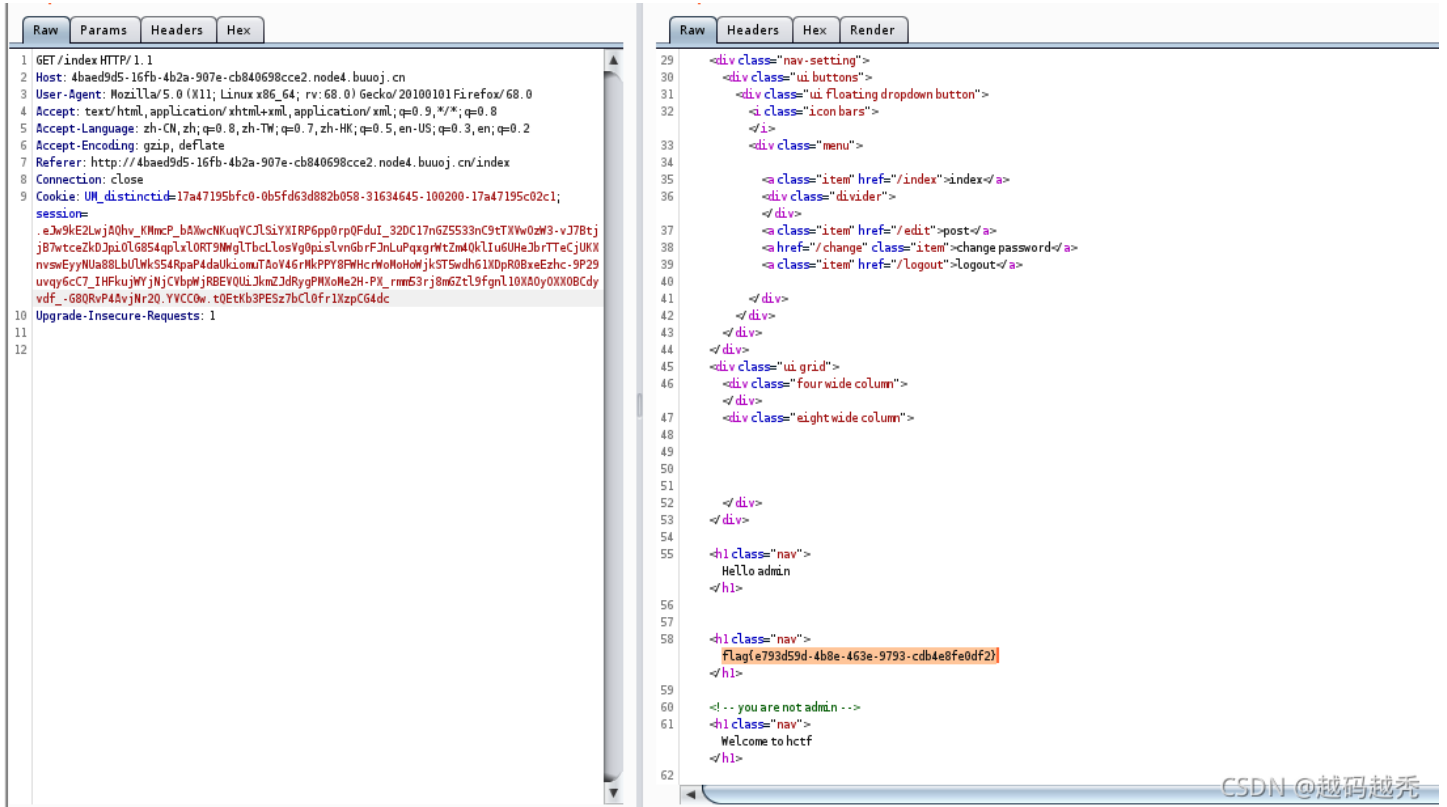 Raw Params Headers Hex
1 GET /index HTTP/1.1
2 Host: 4baed9d5-16fb-4b2a-907e-cb840698cce2.node4.buuoj.cn
3 User-Agent: Mozilla/5.0 (X11; Linux x86_64; rv:68.0) Gecko/20100101 Firefox/68.0
4 Accept: text/html,application/xhtml+xml,application/xml;q=0.9,*/*;q=0.8
5 Accept-Language: zh-CN,zh;q=0.8,zh-TW;q=0.7,zh-HK;q=0.5,en-US;q=0.3,en;q=0.2
6 Accept-Encoding: gzip, deflate
7 Referer: http://4baed9d5-16fb-4b2a-907e-cb840698cce2.node4.buuoj.cn/index
8 Connection: close
9 Cookie: UM_distinctid=17a47195bfc0-0b5fd63d882b058-31634645-100200-17a47195c02c1;
session=
10 Upgrade-Insecure-Requests: 1
11
12
Raw Headers Hex Render
29 <div class="nav-setting">
30 <div class="ui buttons">
31 <div class="ui floating dropdown button">
32 <i class="icon bars">
</i>
33 <div class="menu">
34
35 <a class="item" href="/index">index</a>
36 <div class="divider">
</div>
37 <a class="item" href="/edit">post</a>
38 <a href="/change" class="item">change password</a>
39 <a class="item" href="/logout">logout</a>
40
41 </div>
42 </div>
43 </div>
44 </div>
45 <div class="ui grid">
46 <div class="four wide column">
</div>
47 <div class="eight wide column">
48
49
50
51
52 </div>
53 </div>
54
55 <h1 class="nav">
Hello admin
</h1>
56
57
58 <h1 class="nav">
flag{e793d59d-4b8e-463e-9793-cdb4e8fe0df2}
</h1>
59
60 <!-- you are not admin -->
61 <h1 class="nav">
Welcome to hctf
</h1>
62
CSDN @越码越秃